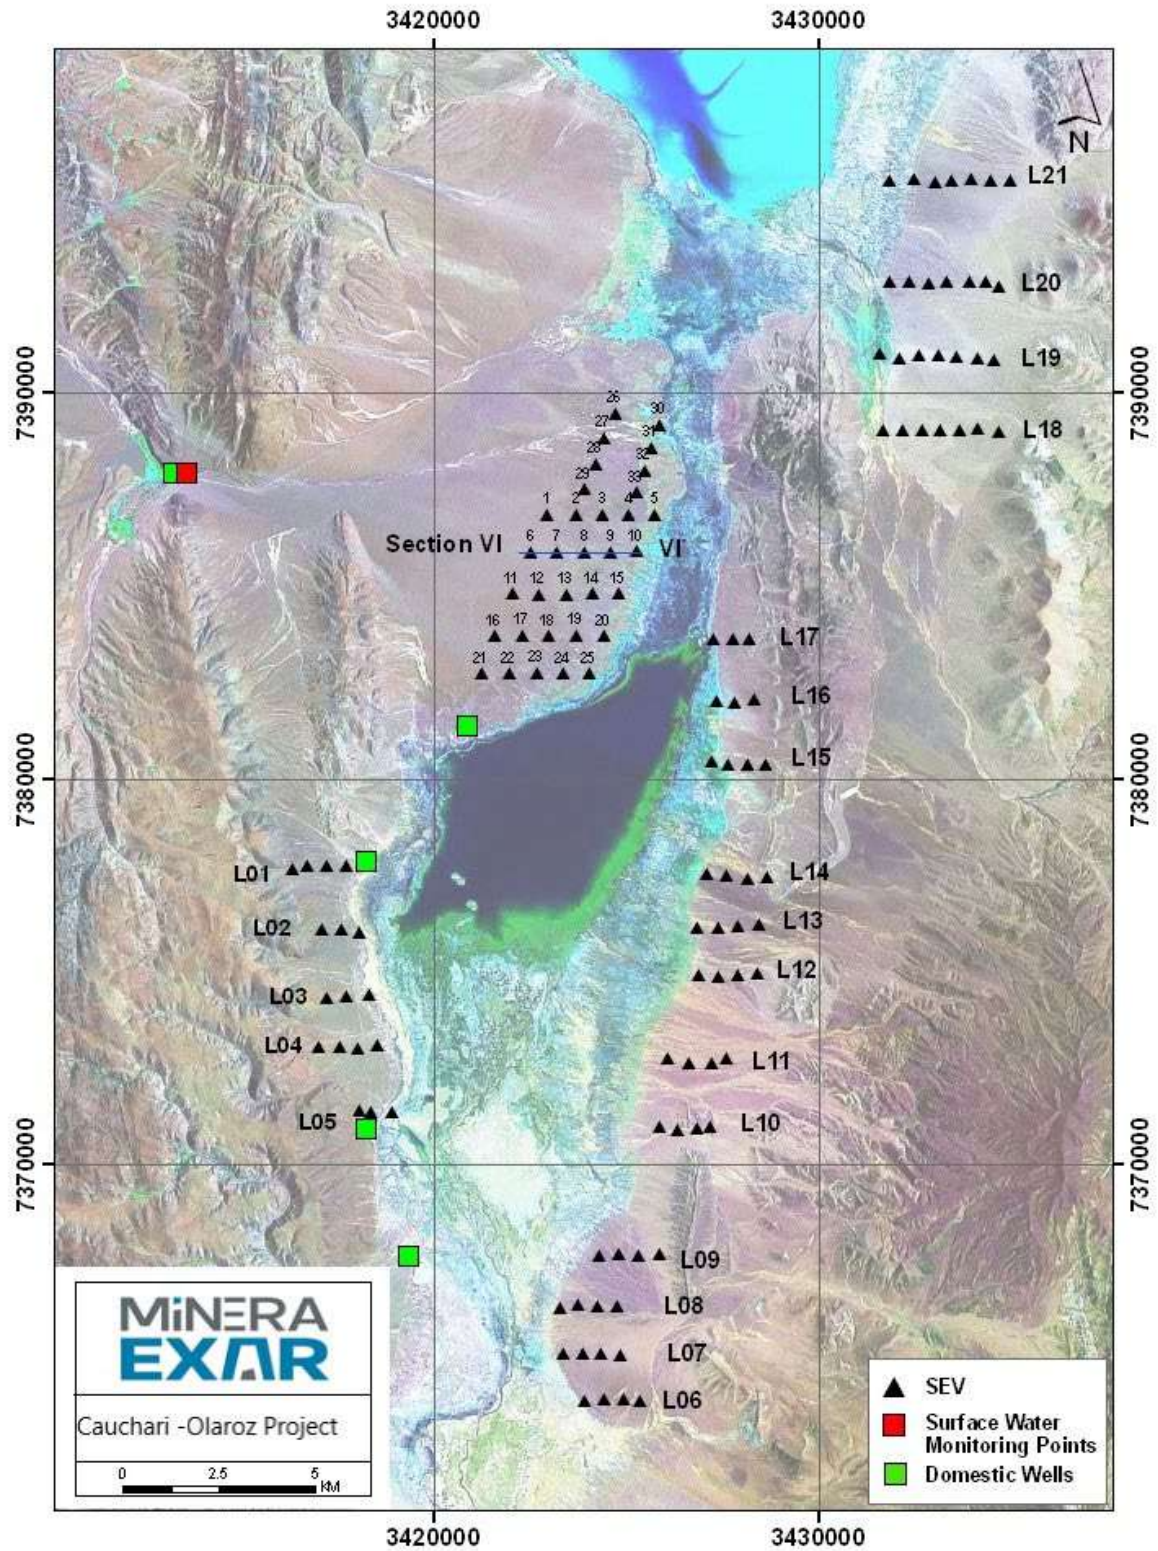 3420000 3430000
N
L21
L20
L19
7390000 7390000
L18
26
30
27
31
28
32
29
33
1 2 3 4 5
Section VI 6 7 8 9 10 VI'
11 12 13 14 15
16 17 18 19 20
L17
21 22 23 24 25
L16
L15
7380000 7380000
L01
L14
L13
L02
L12
L03
L04
L11
L05
L10
7370000 7370000
L09
L08
L07
L06
MiNERA
EXAR
Cauchari -Olaroz Project
0 2.5 5
KM
SEV
Surface Water
Monitoring Points
Domestic Wells
3420000 3430000